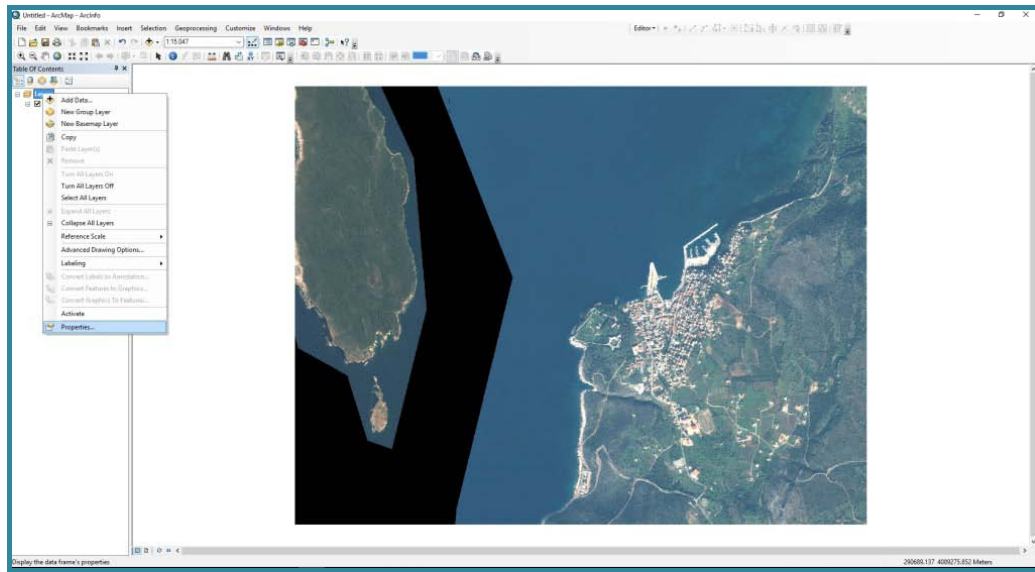 Untitled - ArcMap - ArcInfo
File Edit View Bookmarks Insert Selection Geoprocessing Customize Windows Help
Editor
1:15.047
Table Of Contents
Add Data...
New Group Layer
New Basemap Layer
Copy
Paste Layer(s)
Remove
Turn All Layers On
Turn All Layers Off
Select All Layers
Expand All Layers
Collapse All Layers
Reference Scale
Advanced Drawing Options...
Labeling
Convert Labels to Annotation...
Convert Features to Graphics...
Convert Graphics To Features...
Activate
Properties...
Display the data frame's properties
290689.137 4009275.852 Meters